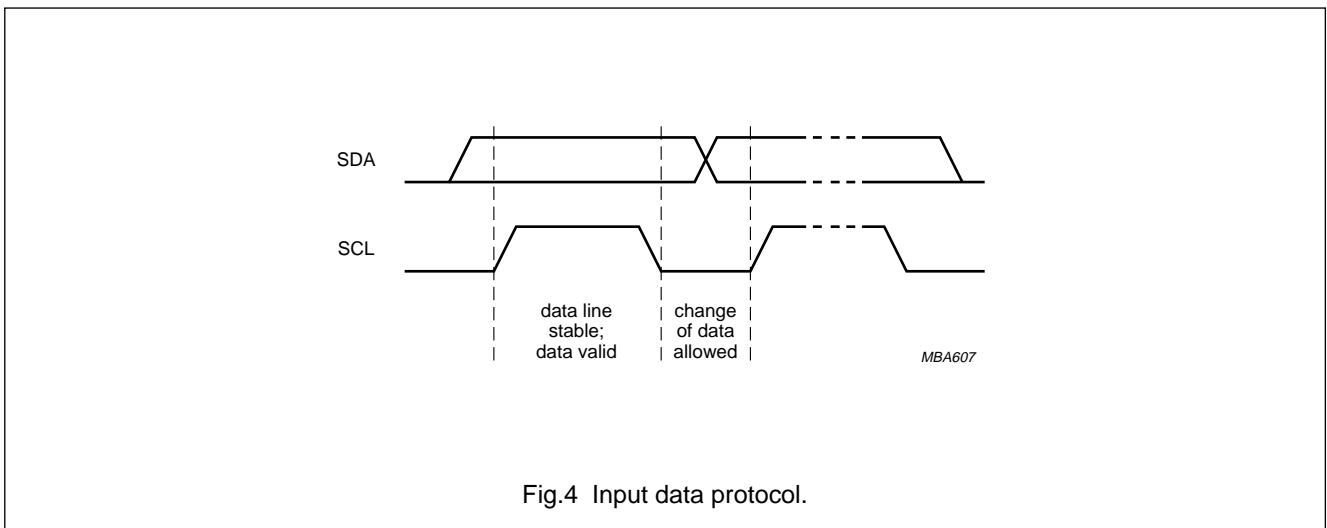 SDA
SCL
data line
stable;
data valid
change
of data
allowed
MBA607
Fig.4 Input data protocol.